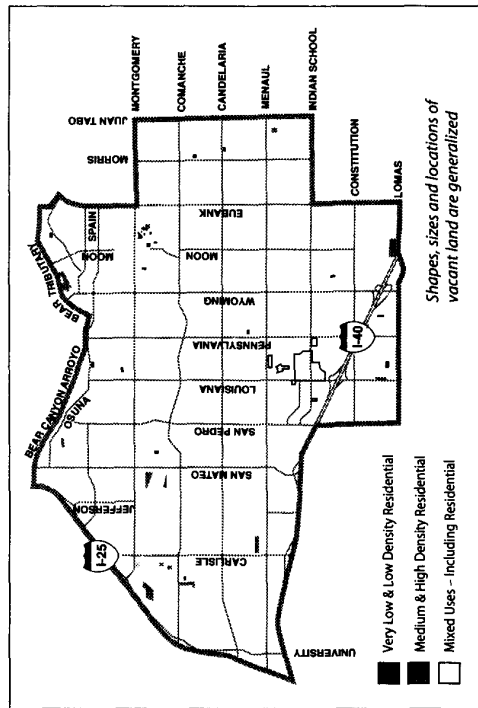 MONTGOMERY
COMANCHE
CANDELARIA
MENAUL
INDIAN SCHOOL
CONSTITUTION
LOMAS
JUAN TABO
MORRIS
EUBANK
SPAIN
MOON
MOON
BEAR TRIBUTARY
WYOMING
PENNSYLVANIA
LOUISIANA
BEAR CANYON ARROYO
OSUNA
SAN PEDRO
SAN MATEO
JEFFERSON
I-25
CARLISLE
UNIVERSITY
I-40
Shapes, sizes and locations of
vacant land are generalized
Very Low & Low Density Residential
Medium & High Density Residential
Mixed Uses – Including Residential